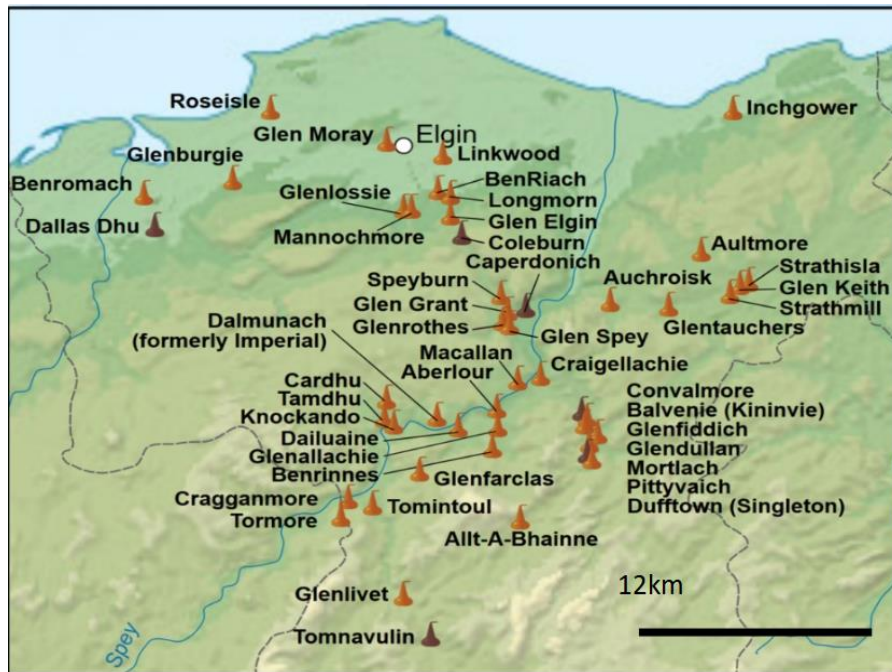 Roseisle
Inchgower
Glen Moray
Elgin
Linkwood
Glenburgie
BenRiach
Benromach
Glenlossie
Longmorn
Dallas Dhu
Glen Elgin
Mannochmore
Coleburn
Aultmore
Caperdonich
Strathisla
Speyburn
Auchroisk
Glen Keith
Glen Grant
Strathmill
Dalmunach
(formerly Imperial)
Glenrothes
Glentauchers
Glen Spey
Macallan
Aberlour
Craigellachie
Cardhu
Tamdhu
Knockando
Dailuaine
Glenallachie
Benrinnes
Convalmore
Balvenie (Kininvie)
Glenfiddich
Glendullan
Mortlach
Pittyvaich
Dufftown (Singleton)
Glenfarclas
Cragganmore
Tormore
Tomintoul
Allt-A-Bhainne
Glenlivet
12km
Tomnavulin
Spey